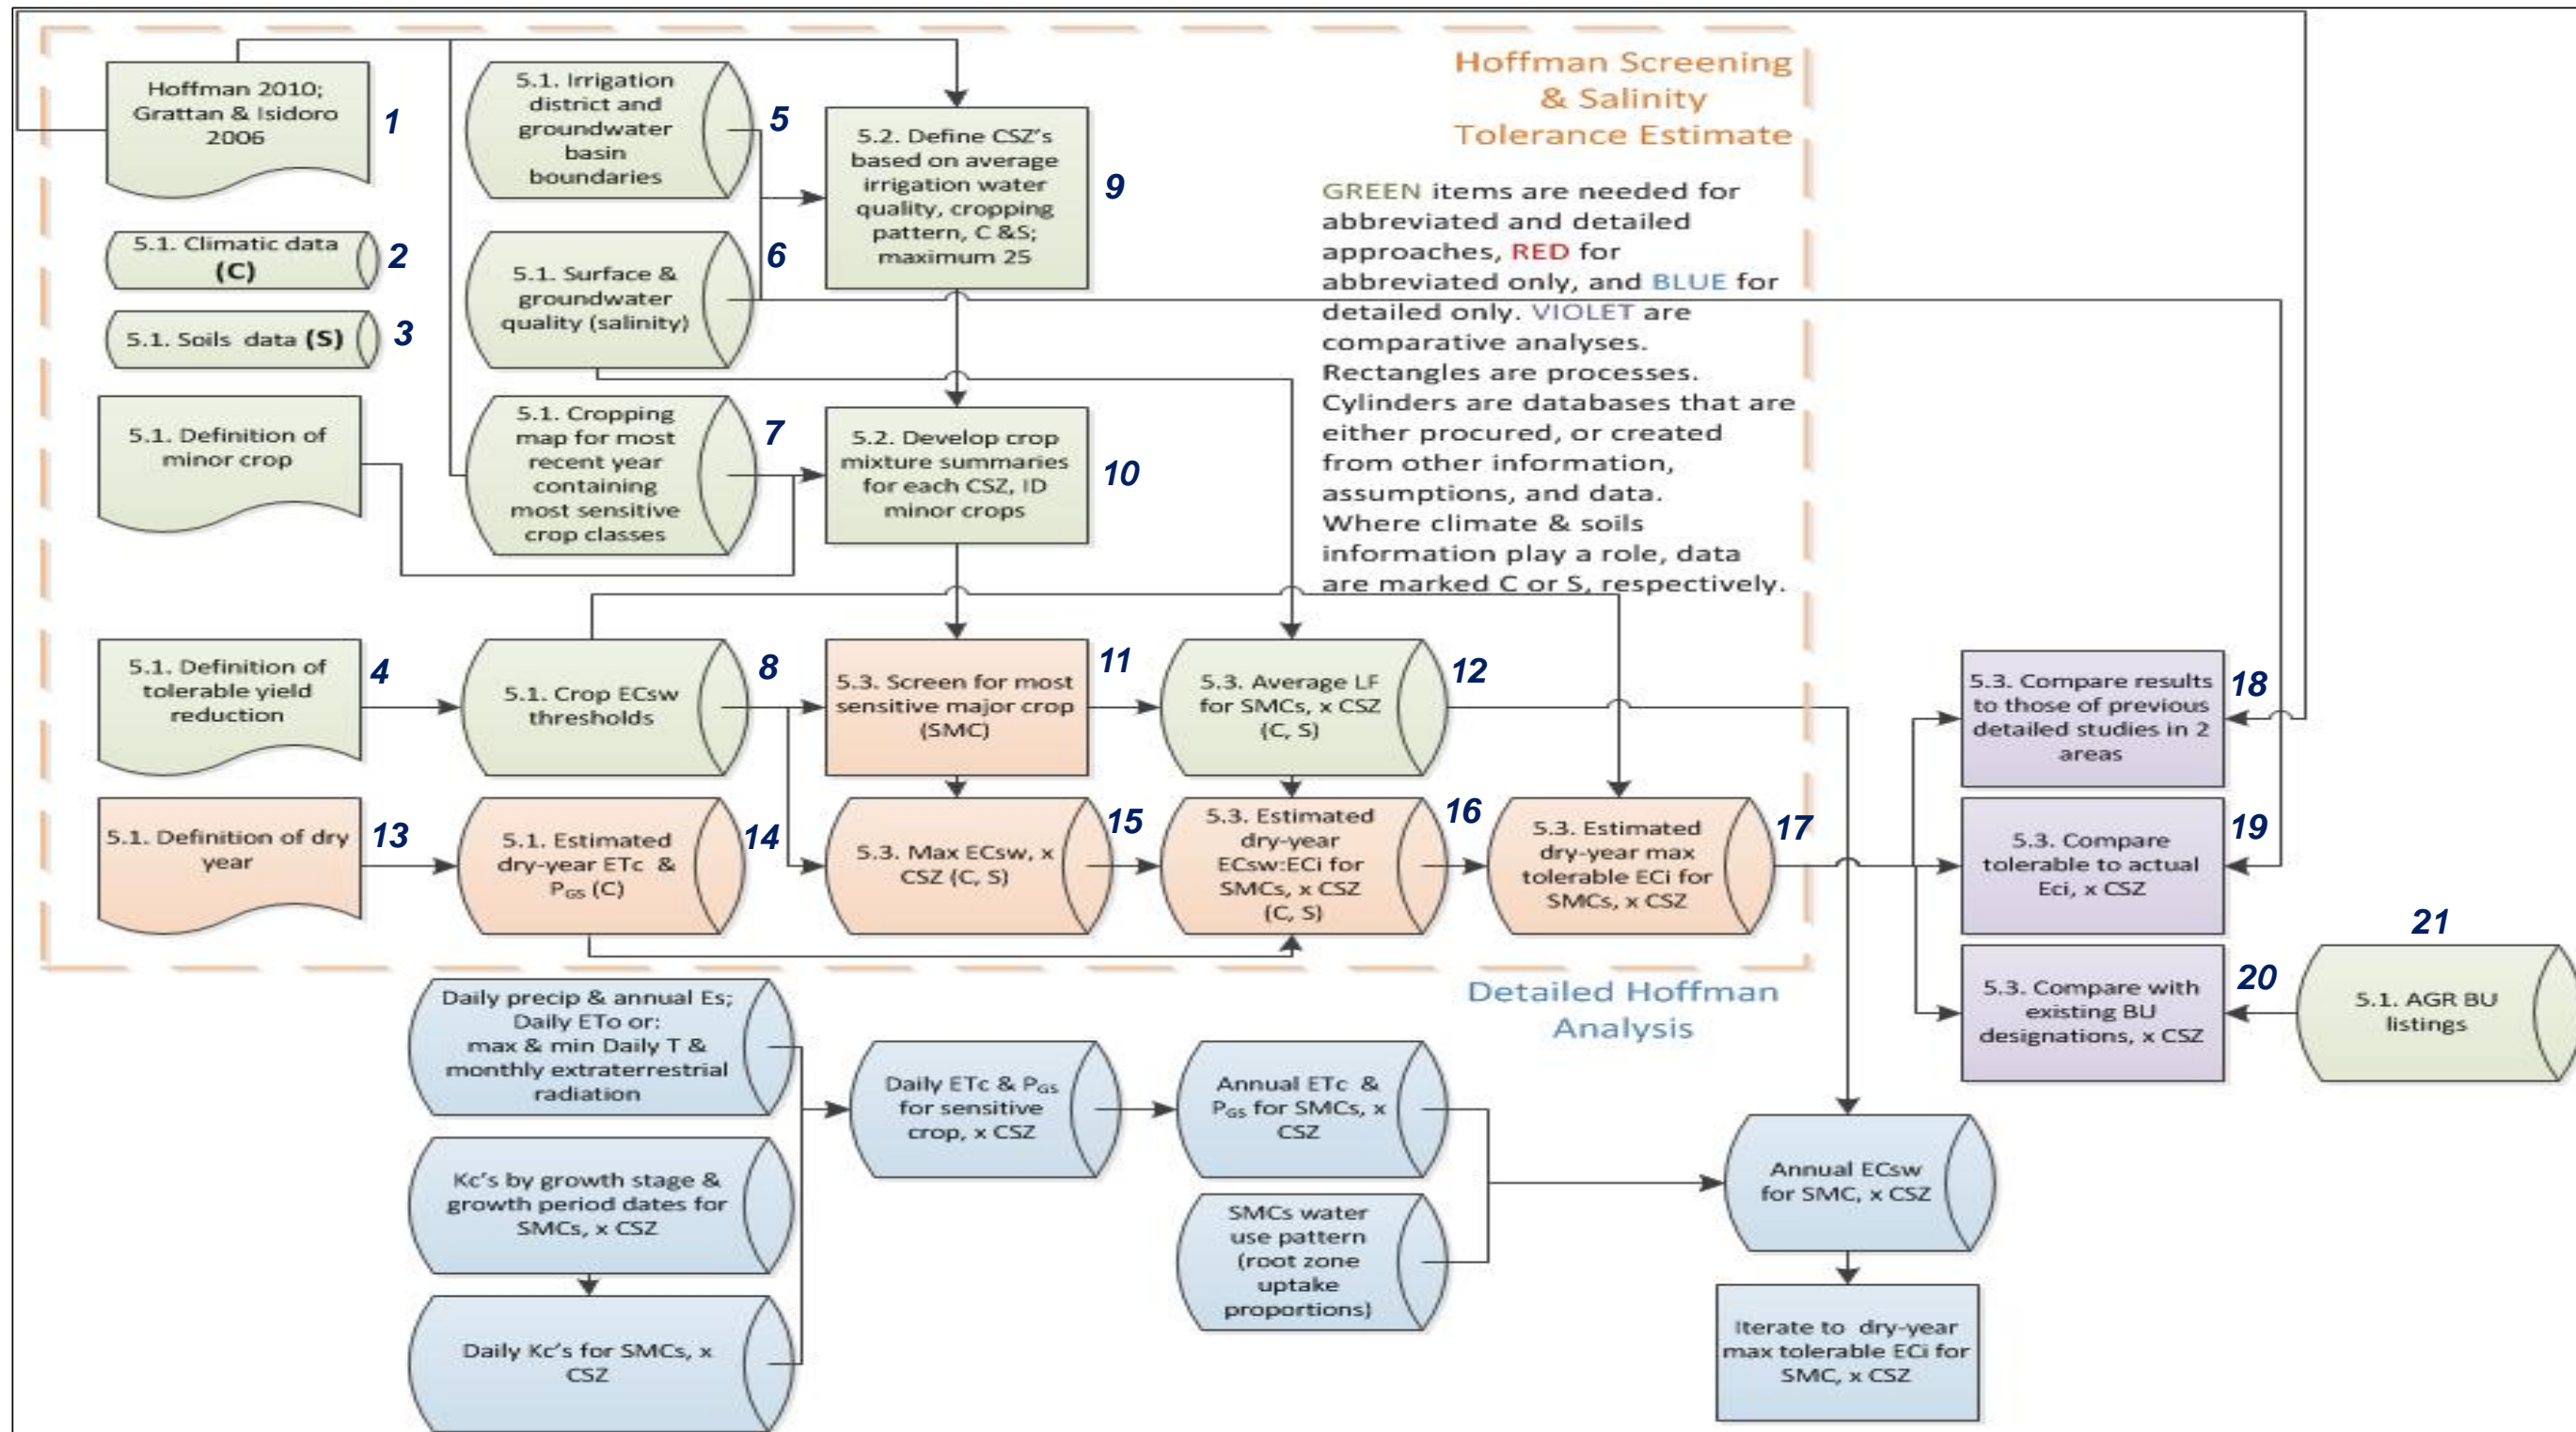 Hoffman 2010;
Grattan & Isidoro
2006
1
5.1. Climatic data
(C)
2
5.1. Soils data (S)
3
5.1. Definition of
minor crop
5.1. Definition of
tolerable yield
reduction
4
5.1. Definition of dry
year
13
5.1. Irrigation
district and
groundwater
basin
boundaries
5
5.1. Surface &
groundwater
quality (salinity)
6
5.1. Cropping
map for most
recent year
containing
most sensitive
crop classes
7
5.1. Crop ECsw
thresholds
8
5.1. Estimated
dry-year ETc &
PGS (C)
14
5.2. Define CSZ's
based on average
irrigation water
quality, cropping
pattern, C &S;
maximum 25
9
5.2. Develop crop
mixture summaries
for each CSZ, ID
minor crops
10
5.3. Screen for most
sensitive major crop
(SMC)
11
5.3. Max ECsw, x
CSZ (C, S)
15
5.3. Average LF
for SMCs, x CSZ
(C, S)
12
5.3. Estimated
dry-year
ECsw:ECi for
SMCs, x CSZ
(C, S)
16
5.3. Estimated
dry-year max
tolerable ECi for
SMCs, x CSZ
17
Hoffman Screening
& Salinity
Tolerance Estimate
GREEN items are needed for
abbreviated and detailed
approaches, RED for
abbreviated only, and BLUE for
detailed only. VIOLET are
comparative analyses.
Rectangles are processes.
Cylinders are databases that are
either procured, or created
from other information,
assumptions, and data.
Where climate & soils
information play a role, data
are marked C or S, respectively.
5.3. Compare results
to those of previous
detailed studies in 2
areas
18
5.3. Compare
tolerable to actual
Eci, x CSZ
19
5.3. Compare with
existing BU
designations, x CSZ
20
21
5.1. AGR BU
listings
Detailed Hoffman
Analysis
Daily precip & annual Es;
Daily ETo or:
max & min Daily T &
monthly extraterrestrial
radiation
Kc's by growth stage &
growth period dates for
SMCs, x CSZ
Daily Kc's for SMCs, x
CSZ
Daily ETc & PGS
for sensitive
crop, x CSZ
Annual ETc &
PGS for SMCs, x
CSZ
SMCs water
use pattern
(root zone
uptake
proportions)
Annual ECsw
for SMC, x CSZ
Iterate to dry-year
max tolerable ECi for
SMC, x CSZ